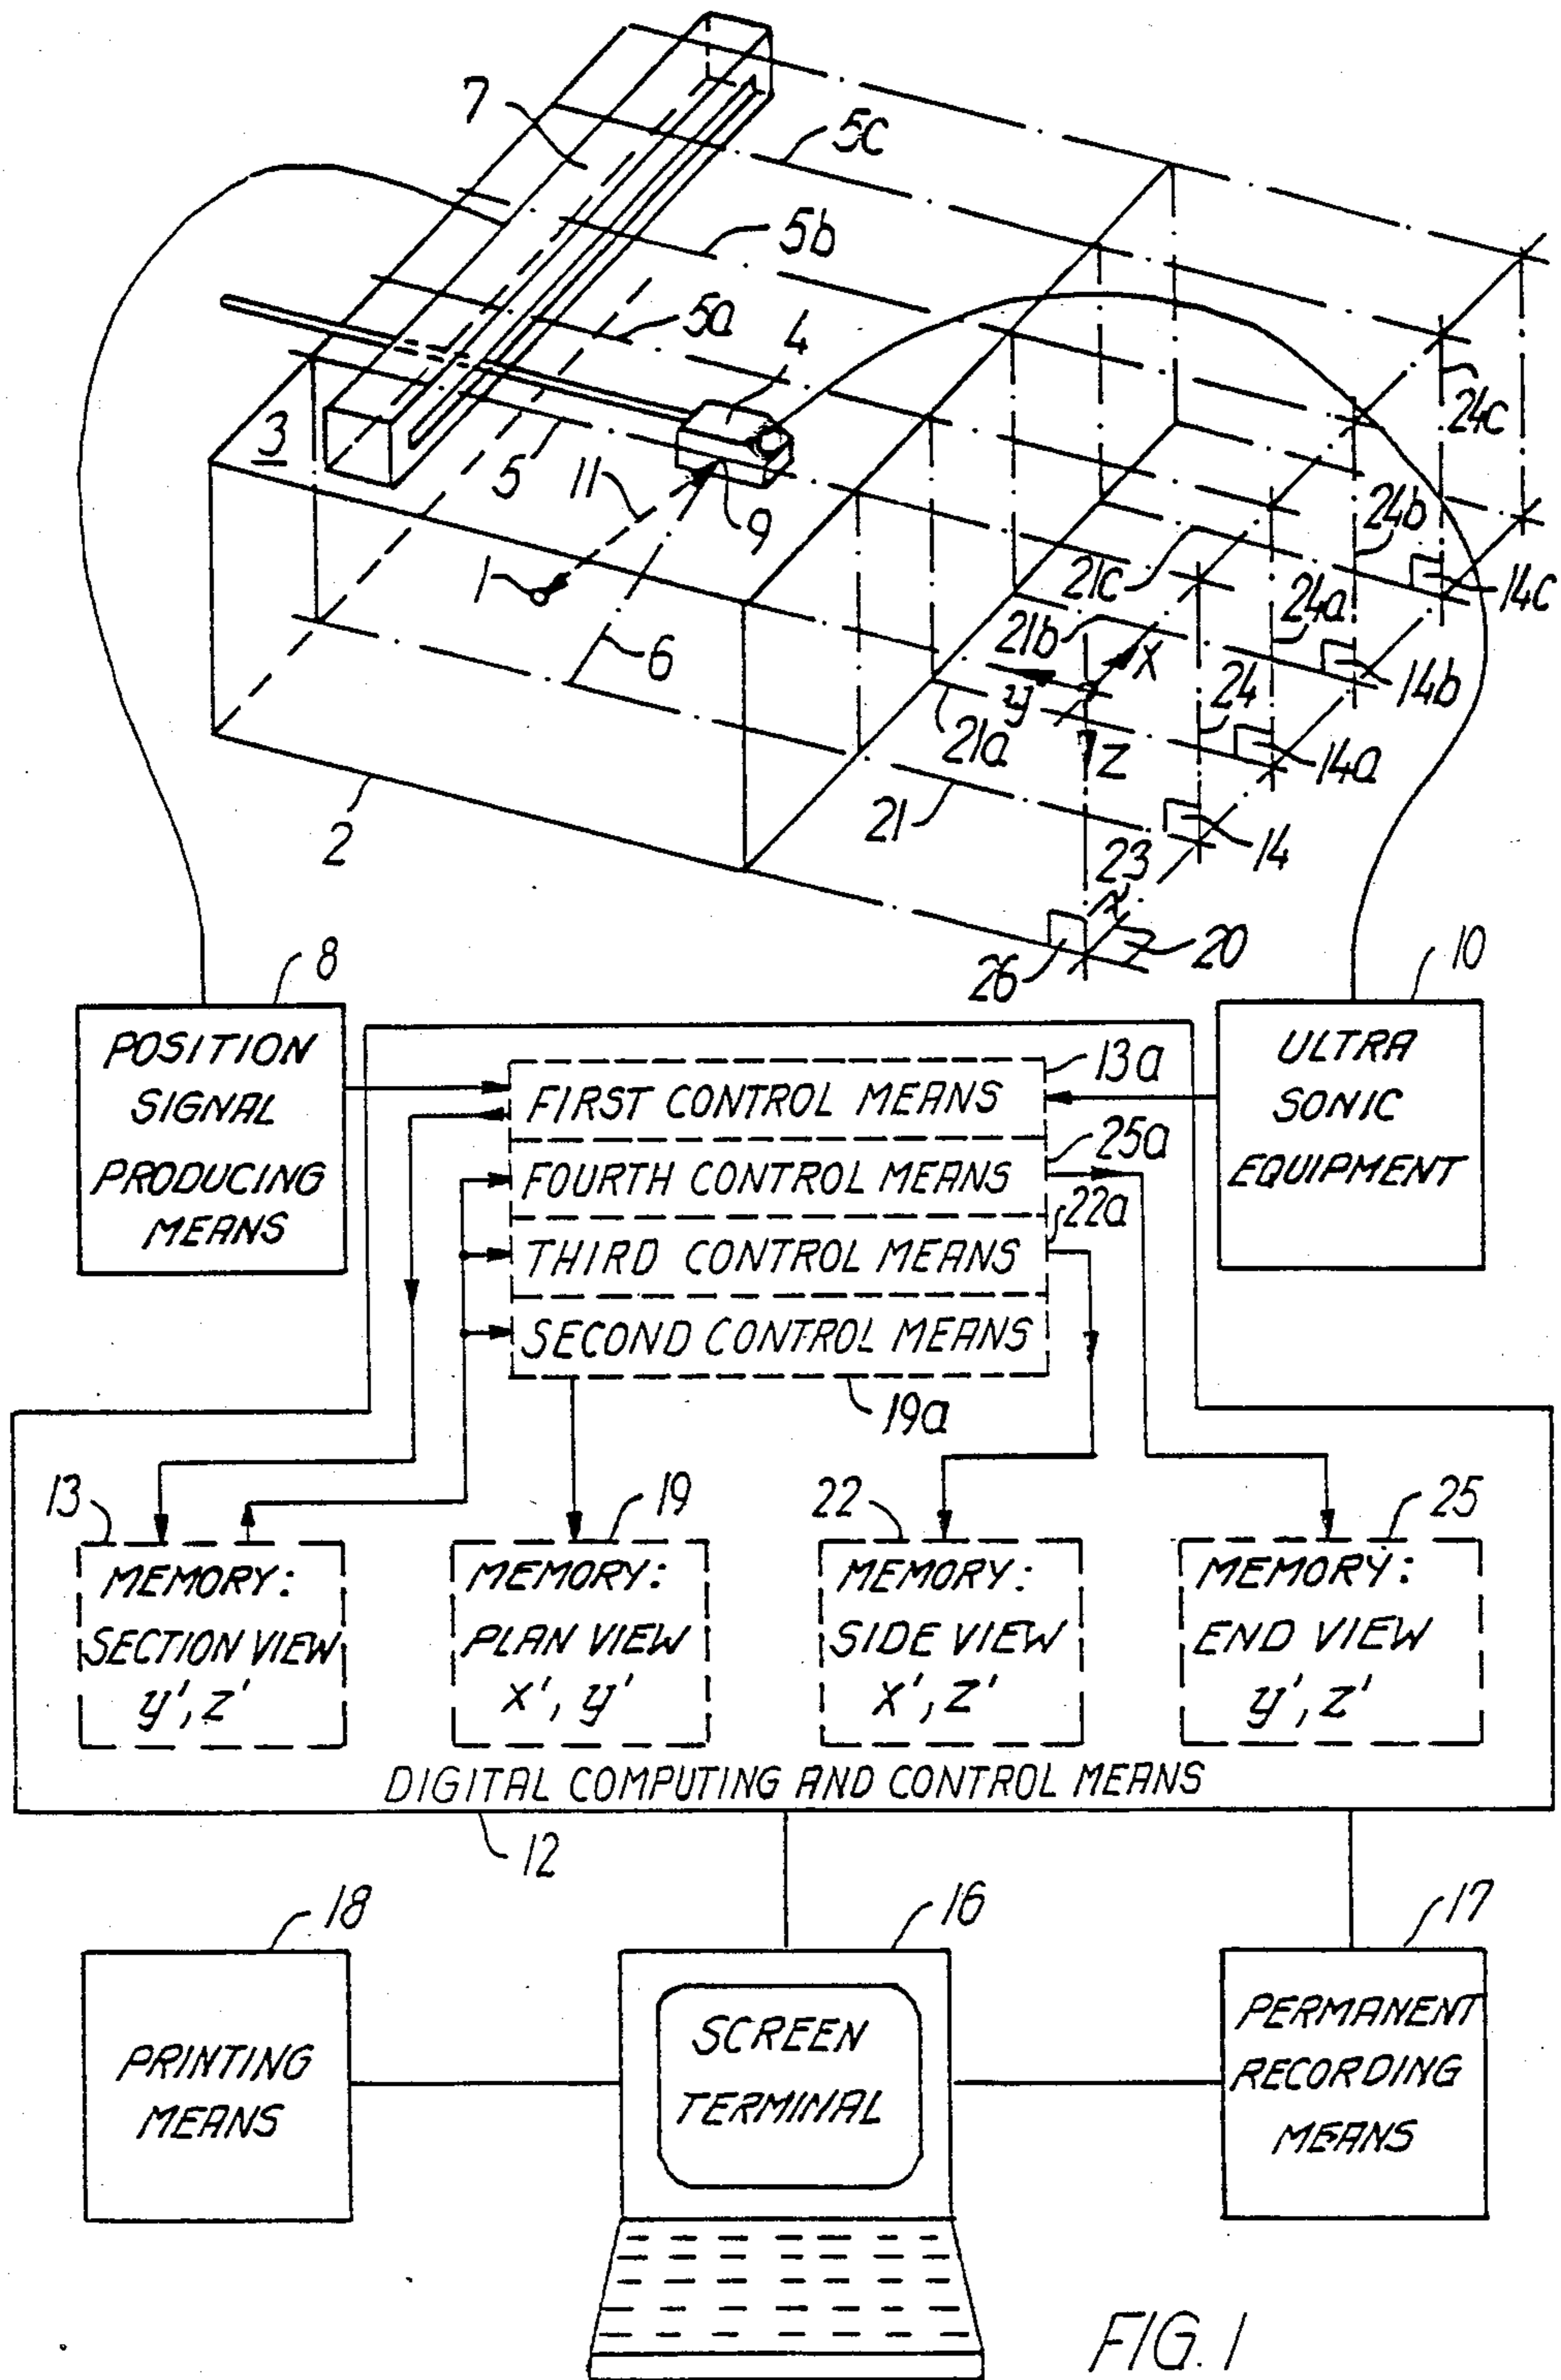 7
5c
5b
5a
4
24c
3
5
11
9
24b
1
21c
24a
14c
6
21b
X
y
24
14b
21a
Z
14a
2
21
14
23
26
20
8
10
POSITION
SIGNAL
PRODUCING
MEANS
ULTRA
SONIC
EQUIPMENT
13a
FIRST CONTROL MEANS
25a
FOURTH CONTROL MEANS
22a
THIRD CONTROL MEANS
SECOND CONTROL MEANS
19a
13
19
22
25
MEMORY:
SECTION VIEW
y', z'
MEMORY:
PLAN VIEW
x', y'
MEMORY:
SIDE VIEW
x', z'
MEMORY:
END VIEW
y', z'
DIGITAL COMPUTING AND CONTROL MEANS
12
18
16
17
PRINTING
MEANS
SCREEN
TERMINAL
PERMANENT
RECORDING
MEANS
FIG. 1